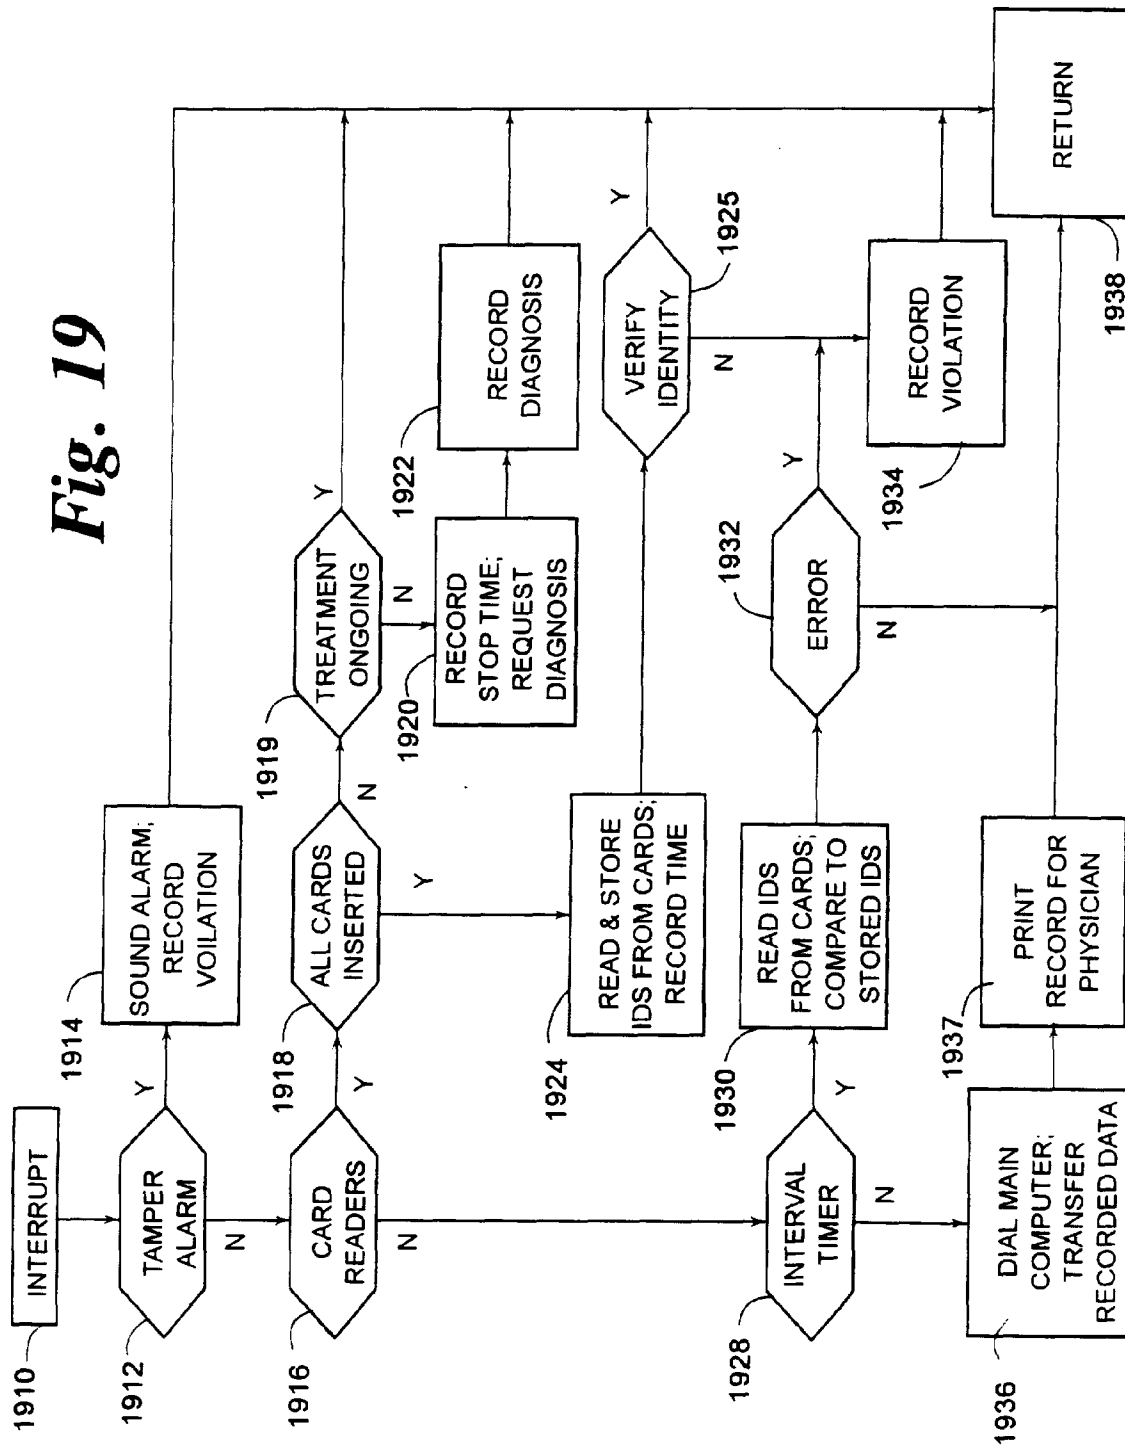 Fig. 19
1910
INTERRUPT
1912
TAMPER
ALARM
Y
N
1914
SOUND ALARM;
RECORD
VOILATION
1916
CARD
READERS
Y
N
1918
ALL CARDS
INSERTED
N
Y
1919
TREATMENT
ONGOING
Y
N
1920
RECORD
STOP TIME;
REQUEST
DIAGNOSIS
1922
RECORD
DIAGNOSIS
1924
READ & STORE
IDS FROM CARDS;
RECORD TIME
VERIFY
IDENTITY
1925
Y
N
1928
INTERVAL
TIMER
Y
N
1930
READ IDS
FROM CARDS;
COMPARE TO
STORED IDS
1932
ERROR
Y
N
RECORD
VIOLATION
1934
1936
DIAL MAIN
COMPUTER;
TRANSFER
RECORDED DATA
1937
PRINT
RECORD FOR
PHYSICIAN
RETURN
1938